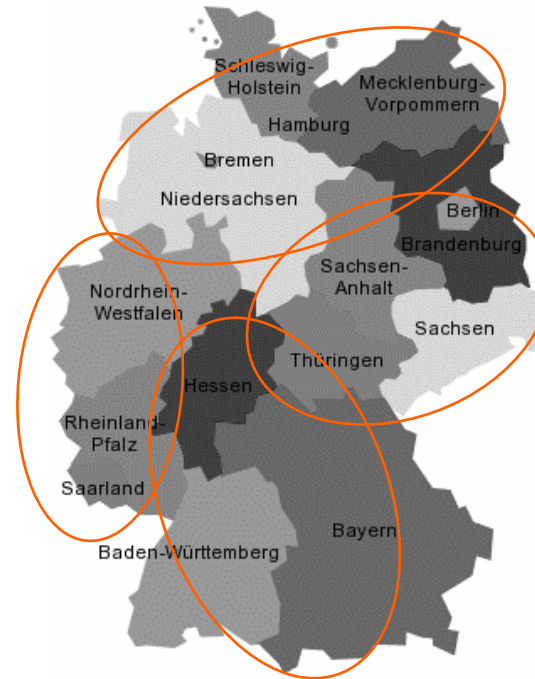 Schleswig-
Holstein
Mecklenburg-
Vorpommern
Hamburg
Bremen
Niedersachsen
Berlin
Brandenburg
Sachsen-
Anhalt
Nordrhein-
Westfalen
Sachsen
Thüringen
Hessen
Rheinland-
Pfalz
Saarland
Bayern
Baden-Württemberg